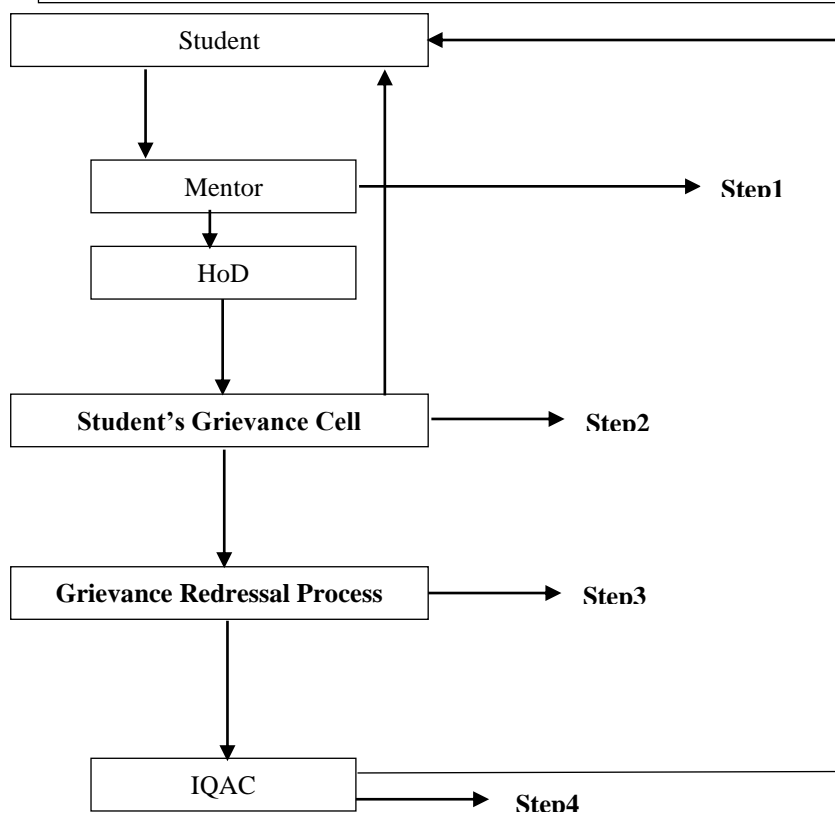 Student
Mentor
Step1
HoD
Student's Grievance Cell
Step2
Grievance Redressal Process
Step3
IQAC
Step4